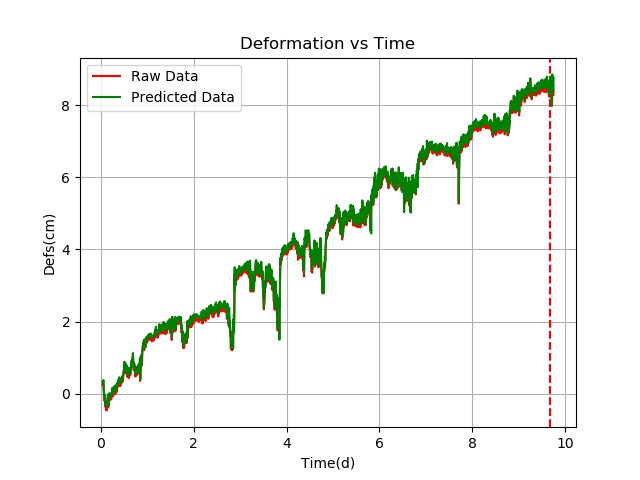 Deformation vs Time
Raw Data
Predicted Data
Defs(cm)
8
6
4
2
0
0 2 4 6 8 10
Time(d)